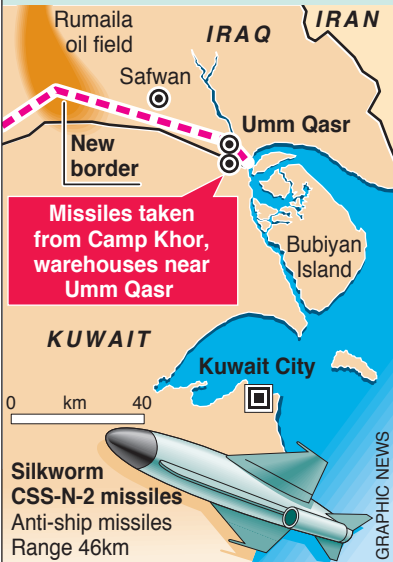 Rumaila
oil field
IRAQ
IRAN
Safwan
Umm Qasr
New
border
Missiles taken
from Camp Khor,
warehouses near
Umm Qasr
Bubiyan
Island
KUWAIT
Kuwait City
0 km 40
Silkworm
CSS-N-2 missiles
Anti-ship missiles
Range 46km
GRAPHIC NEWS